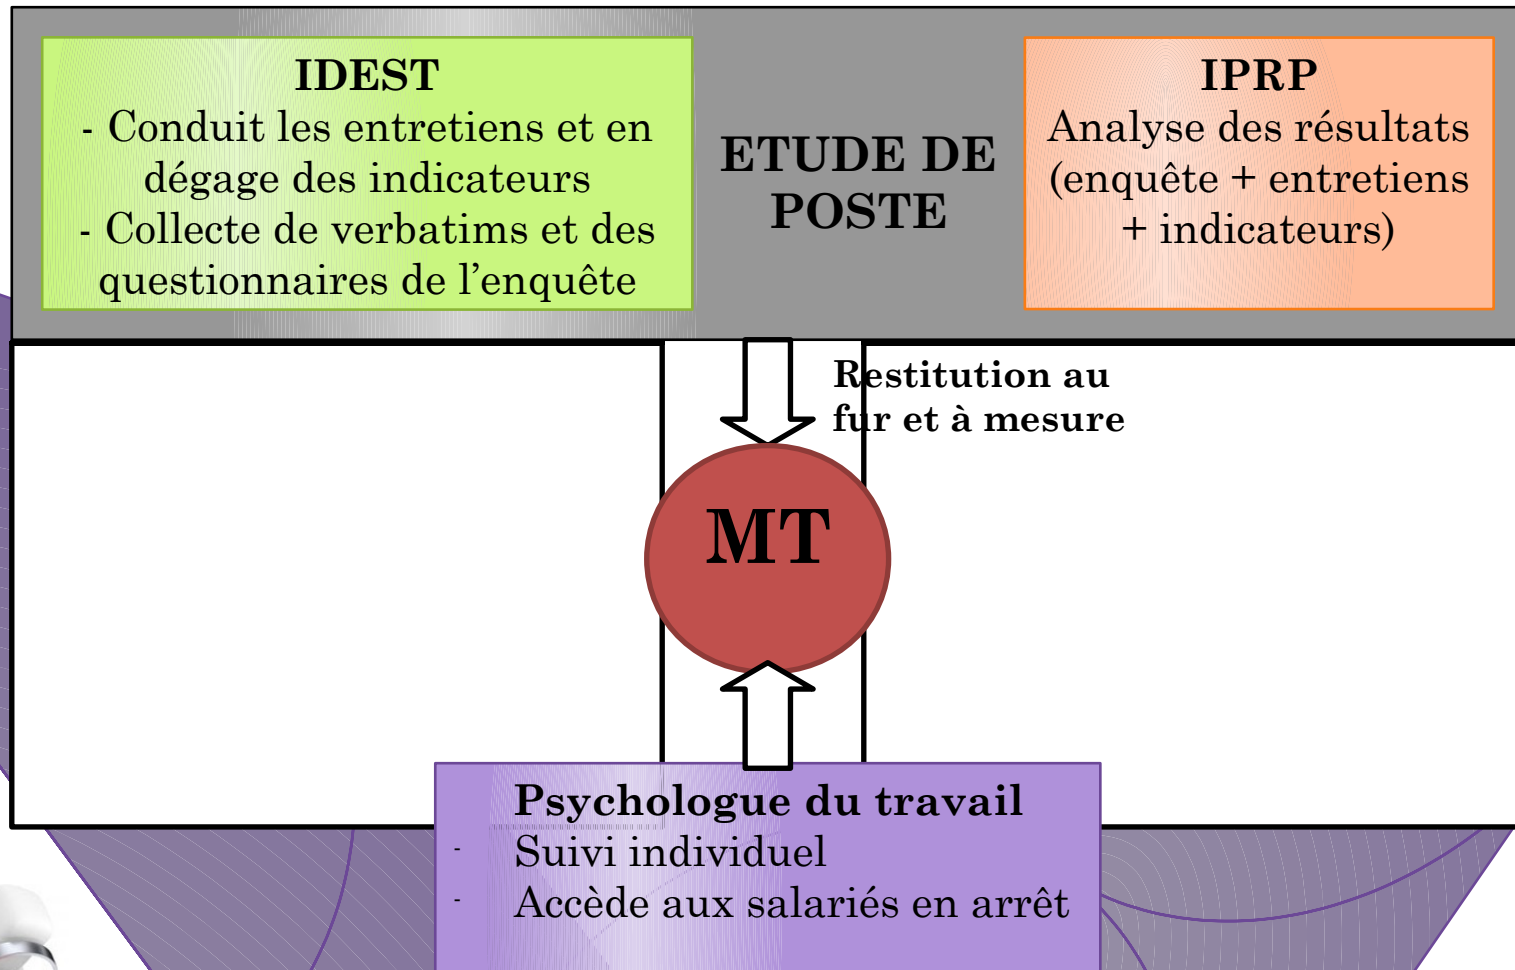 IDEST
- Conduit les entretiens et en
dégage des indicateurs
- Collecte de verbatims et des
questionnaires de l’enquête
ETUDE DE
POSTE
IPRP
Analyse des résultats
(enquête + entretiens
+ indicateurs)
Restitution au
fur et à mesure
MT
Psychologue du travail
- Suivi individuel
- Accède aux salariés en arrêt